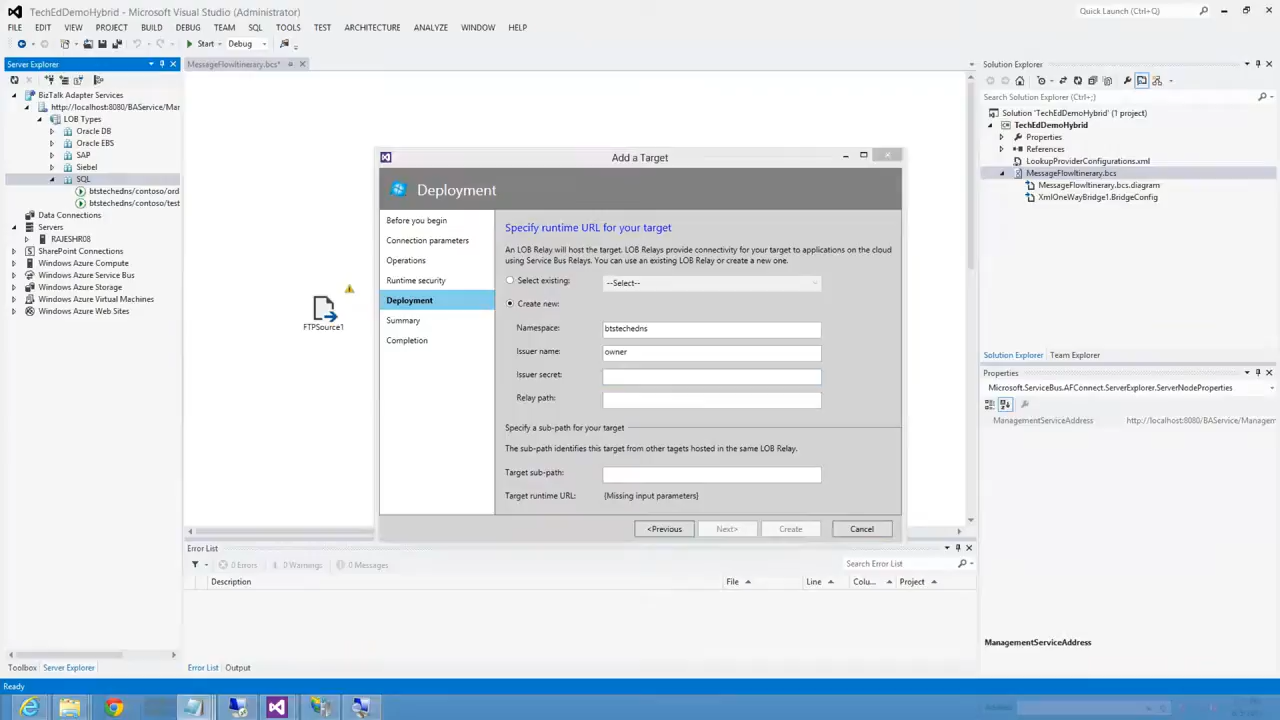 TechEdDemoHybrid - Microsoft Visual Studio (Administrator)
Quick Launch (Ctrl+Q)
FILE EDIT VIEW PROJECT BUILD DEBUG TEAM SQL TOOLS TEST ARCHITECTURE ANALYZE WINDOW HELP
Start Debug
Server Explorer
BizTalk Adapter Services
http://localhost:8080/BAService/Mar
LOB Types
Oracle DB
Oracle EBS
SAP
Siebel
SQL
btstechedns/contoso/ord
btstechedns/contoso/test
Data Connections
Servers
RAJESHR08
SharePoint Connections
Windows Azure Compute
Windows Azure Service Bus
Windows Azure Storage
Windows Azure Virtual Machines
Windows Azure Web Sites
Toolbox Server Explorer
MessageFlowItinerary.bcs*
FTPSource1
Add a Target
Deployment
Before you begin
Connection parameters
Operations
Runtime security
Deployment
Summary
Completion
Specify runtime URL for your target
An LOB Relay will host the target. LOB Relays provide connectivity for your target to applications on the cloud
using Service Bus Relays. You can use an existing LOB Relay or create a new one.
Select existing: --Select--
Create new:
Namespace: btstechedns
Issuer name: owner
Issuer secret:
Relay path:
Specify a sub-path for your target
The sub-path identifies this target from other tagets hosted in the same LOB Relay.
Target sub-path:
Target runtime URL: {Missing input parameters}
<Previous Next> Create Cancel
Error List
0 Errors 0 Warnings 0 Messages Search Error List
Description File Line Colu... Project
Error List Output
Solution Explorer
Search Solution Explorer (Ctrl+;)
Solution 'TechEdDemoHybrid' (1 project)
TechEdDemoHybrid
Properties
References
LookupProviderConfigurations.xml
MessageFlowItinerary.bcs
MessageFlowItinerary.bcs.diagram
XmlOneWayBridge1.BridgeConfig
Solution Explorer Team Explorer
Properties
Microsoft.ServiceBus.AFConnect.ServerExplorer.ServerNodeProperties
ManagementServiceAddress http://localhost:8080/BAService/Managem
ManagementServiceAddress
Ready